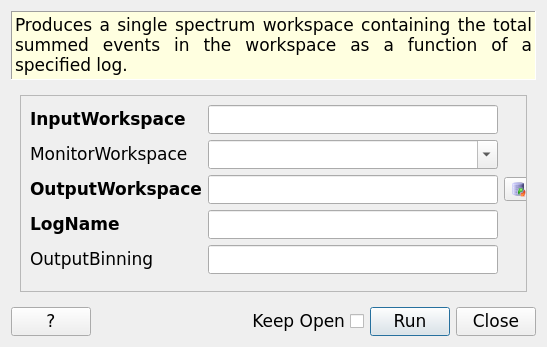 Produces a single spectrum workspace containing the total
summed events in the workspace as a function of a
specified log.
InputWorkspace
MonitorWorkspace
OutputWorkspace
LogName
OutputBinning
? Keep Open Run Close